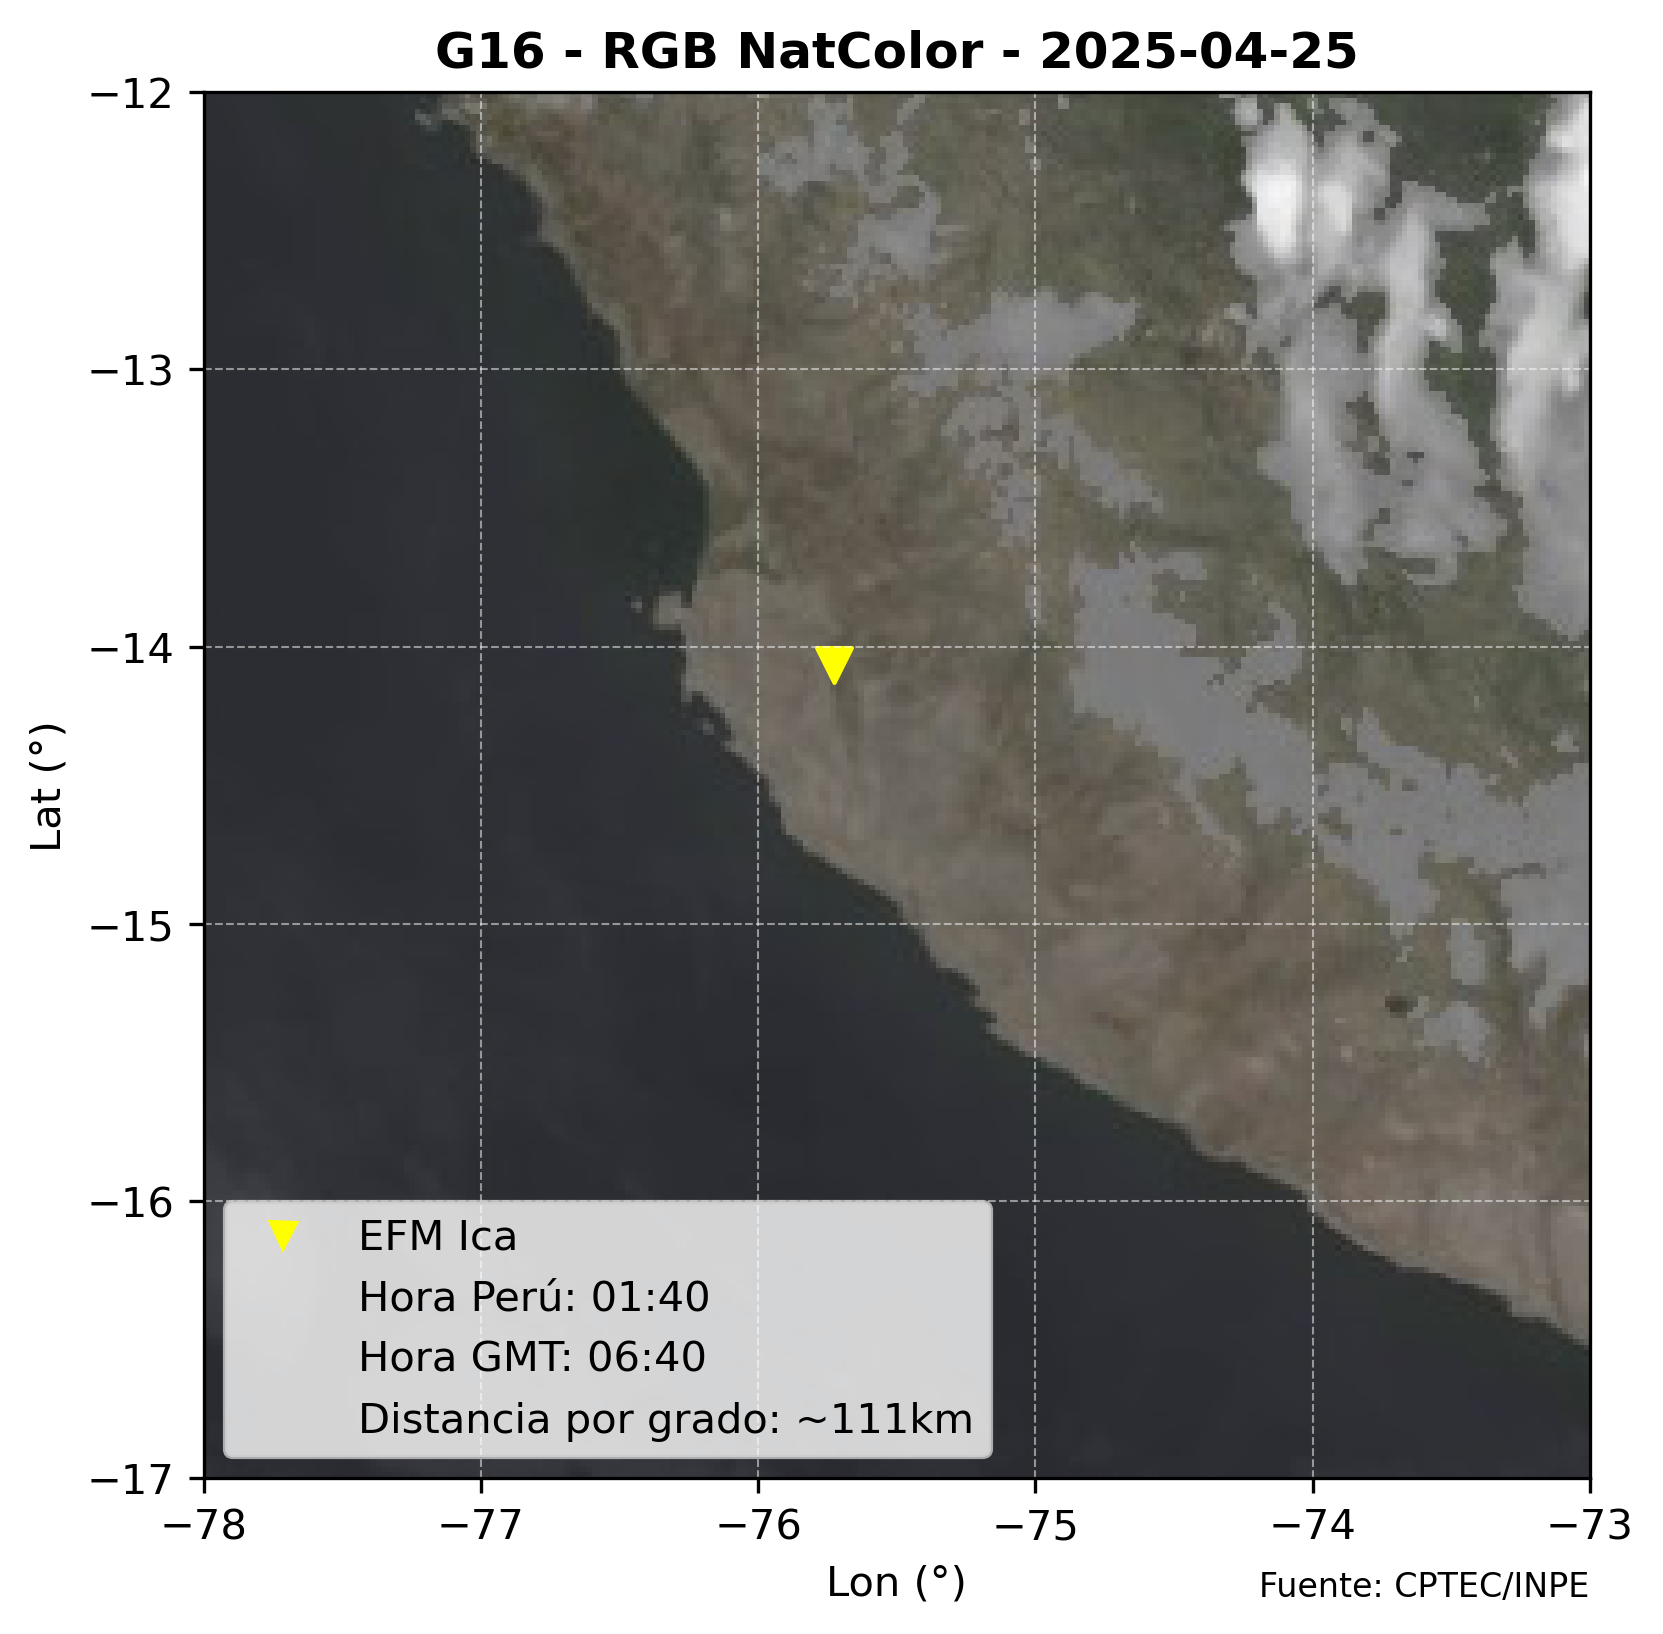 G16 - RGB NatColor - 2025-04-25
−12
−13
−14
−15
−16
−17
Lat (°)
EFM Ica
Hora Perú: 01:40
Hora GMT: 06:40
Distancia por grado: ~111km
−78
−77
−76
−75
−74
−73
Lon (°)
Fuente: CPTEC/INPE